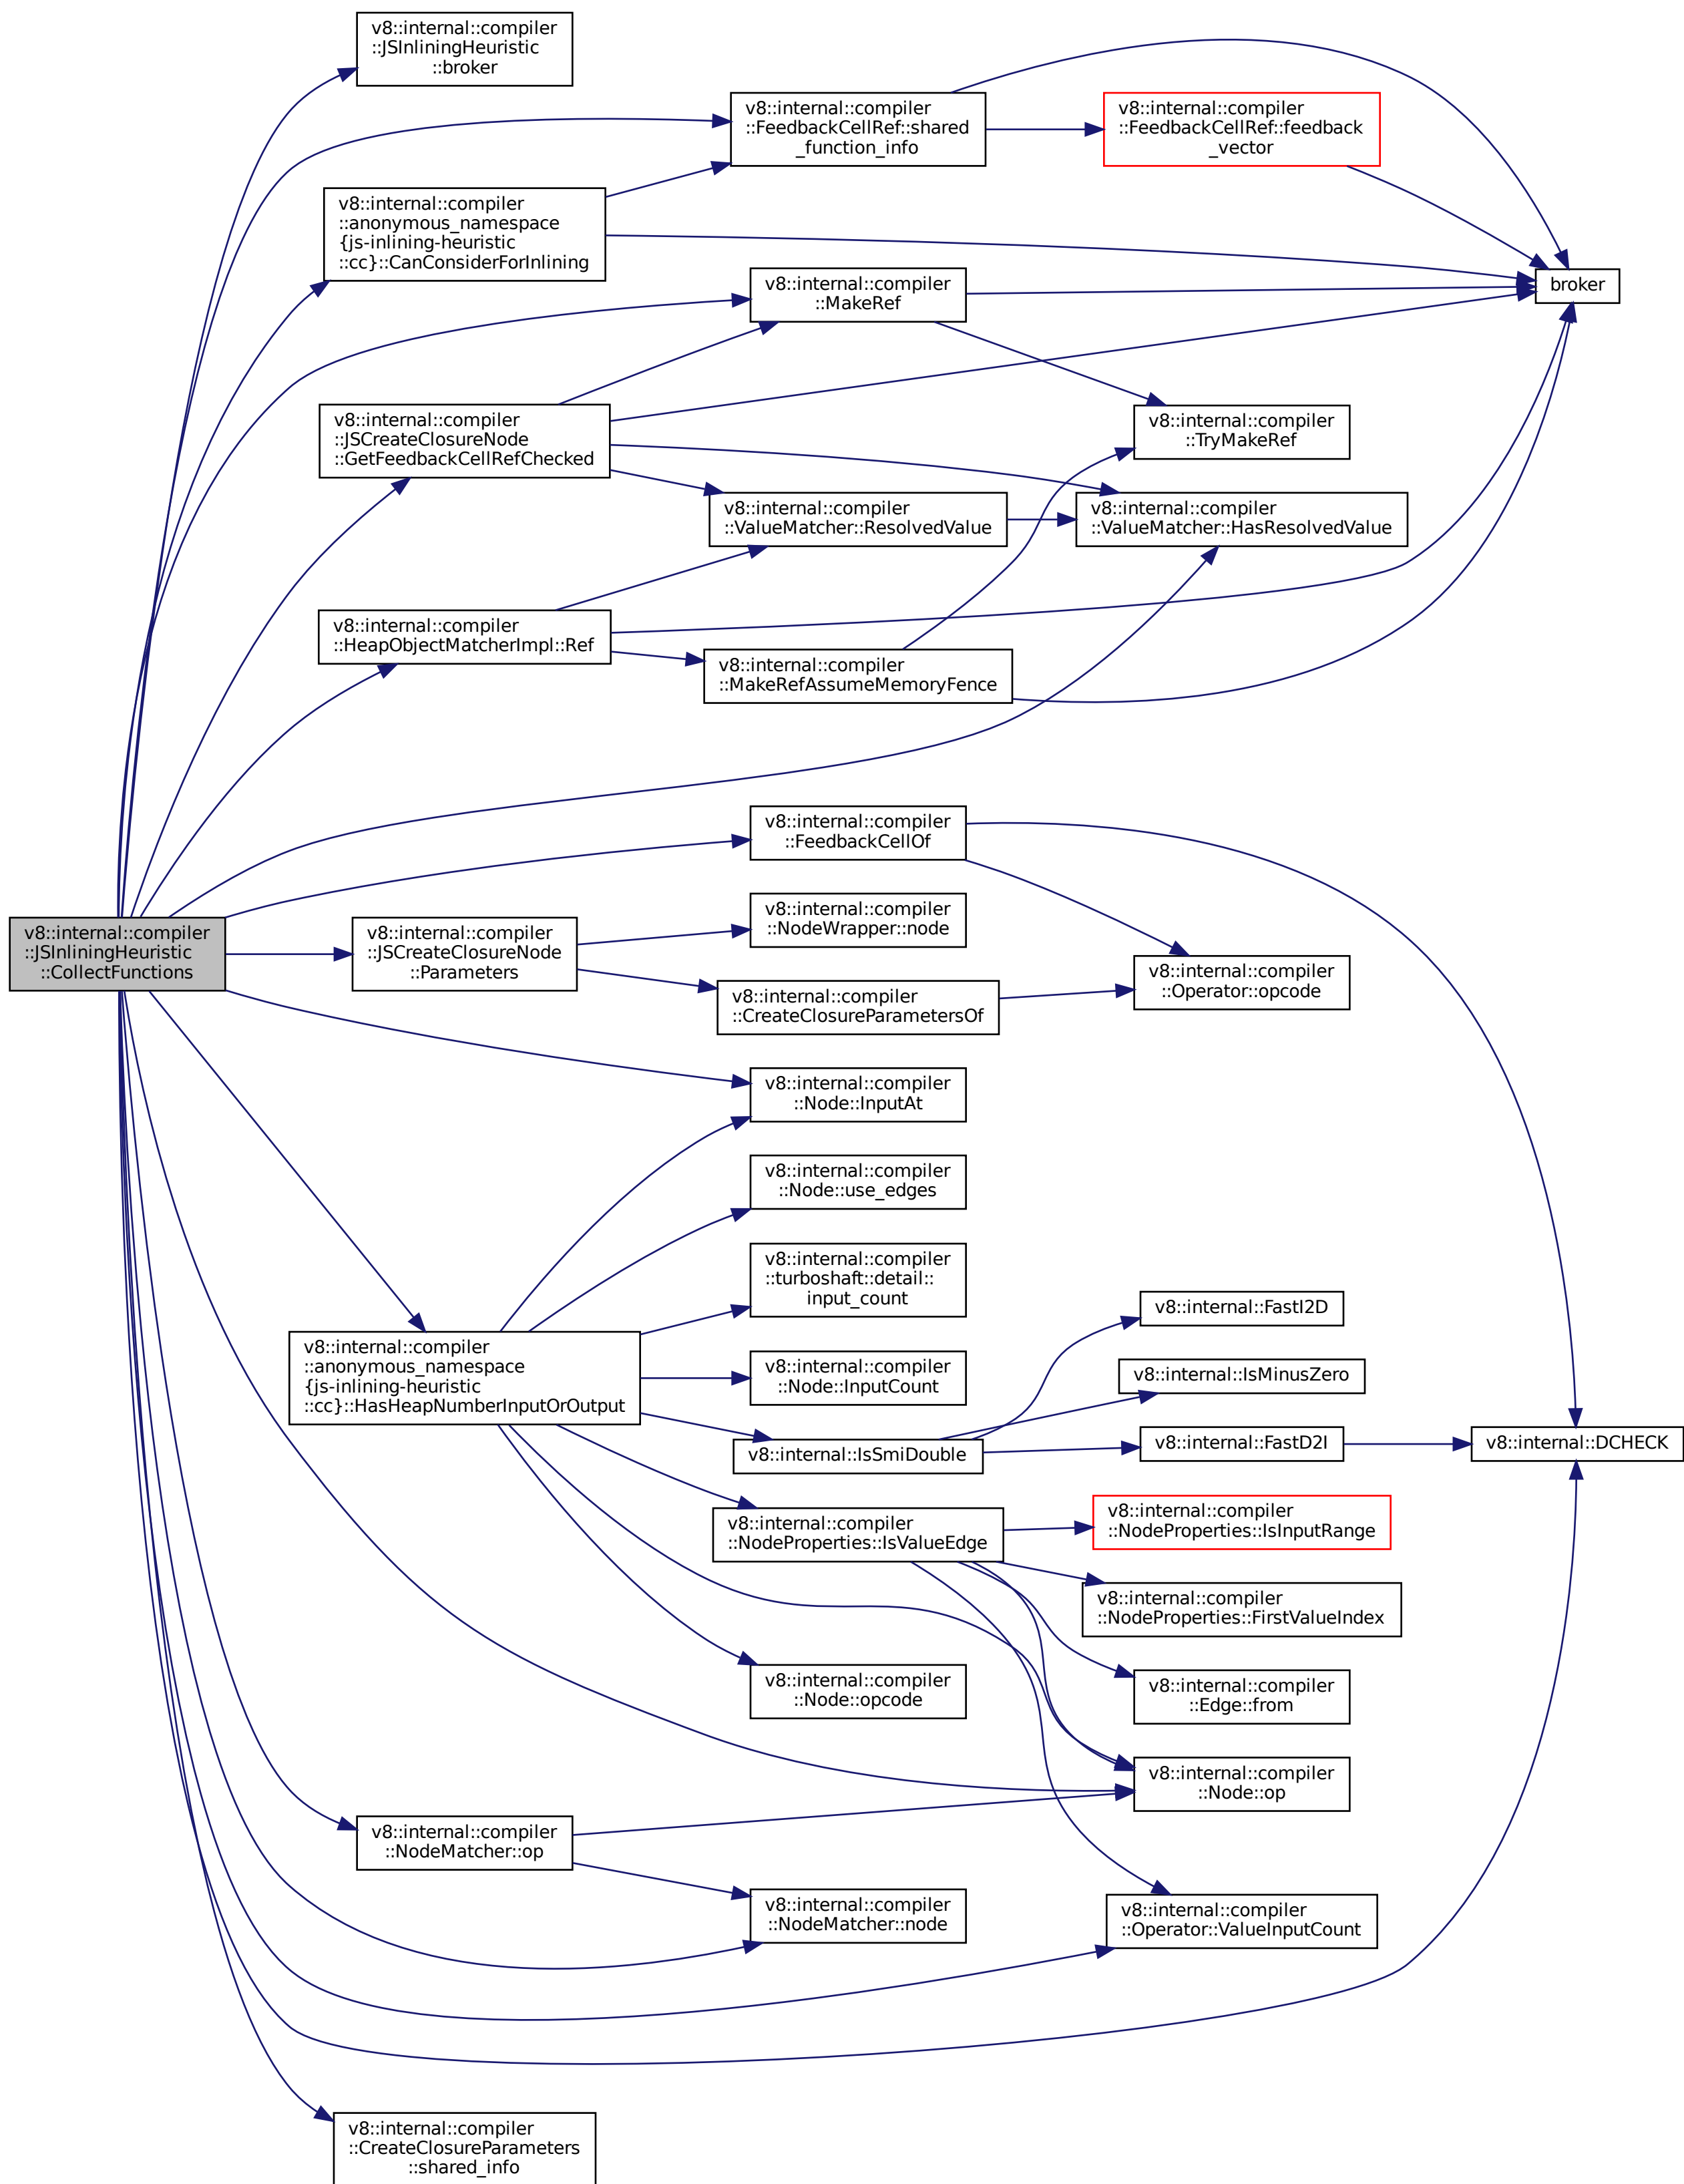 v8::internal::compiler
::JSInliningHeuristic
::broker
v8::internal::compiler
::FeedbackCellRef::shared
_function_info
v8::internal::compiler
::FeedbackCellRef::feedback
_vector
v8::internal::compiler
::anonymous_namespace
{js-inlining-heuristic
::cc}::CanConsiderForInlining
v8::internal::compiler
::MakeRef
broker
v8::internal::compiler
::JSCreateClosureNode
::GetFeedbackCellRefChecked
v8::internal::compiler
::TryMakeRef
v8::internal::compiler
::ValueMatcher::ResolvedValue
v8::internal::compiler
::ValueMatcher::HasResolvedValue
v8::internal::compiler
::HeapObjectMatcherImpl::Ref
v8::internal::compiler
::MakeRefAssumeMemoryFence
v8::internal::compiler
::FeedbackCellOf
v8::internal::compiler
::JSInliningHeuristic
::CollectFunctions
v8::internal::compiler
::JSCreateClosureNode
::Parameters
v8::internal::compiler
::NodeWrapper::node
v8::internal::compiler
::Operator::opcode
v8::internal::compiler
::CreateClosureParametersOf
v8::internal::compiler
::Node::InputAt
v8::internal::compiler
::Node::use_edges
v8::internal::compiler
::turboshaft::detail::
input_count
v8::internal::FastI2D
v8::internal::compiler
::anonymous_namespace
{js-inlining-heuristic
::cc}::HasHeapNumberInputOrOutput
v8::internal::compiler
::Node::InputCount
v8::internal::IsMinusZero
v8::internal::IsSmiDouble
v8::internal::FastD2I
v8::internal::DCHECK
v8::internal::compiler
::NodeProperties::IsValueEdge
v8::internal::compiler
::NodeProperties::IsInputRange
v8::internal::compiler
::NodeProperties::FirstValueIndex
v8::internal::compiler
::Node::opcode
v8::internal::compiler
::Edge::from
v8::internal::compiler
::Node::op
v8::internal::compiler
::NodeMatcher::op
v8::internal::compiler
::NodeMatcher::node
v8::internal::compiler
::Operator::ValueInputCount
v8::internal::compiler
::CreateClosureParameters
::shared_info